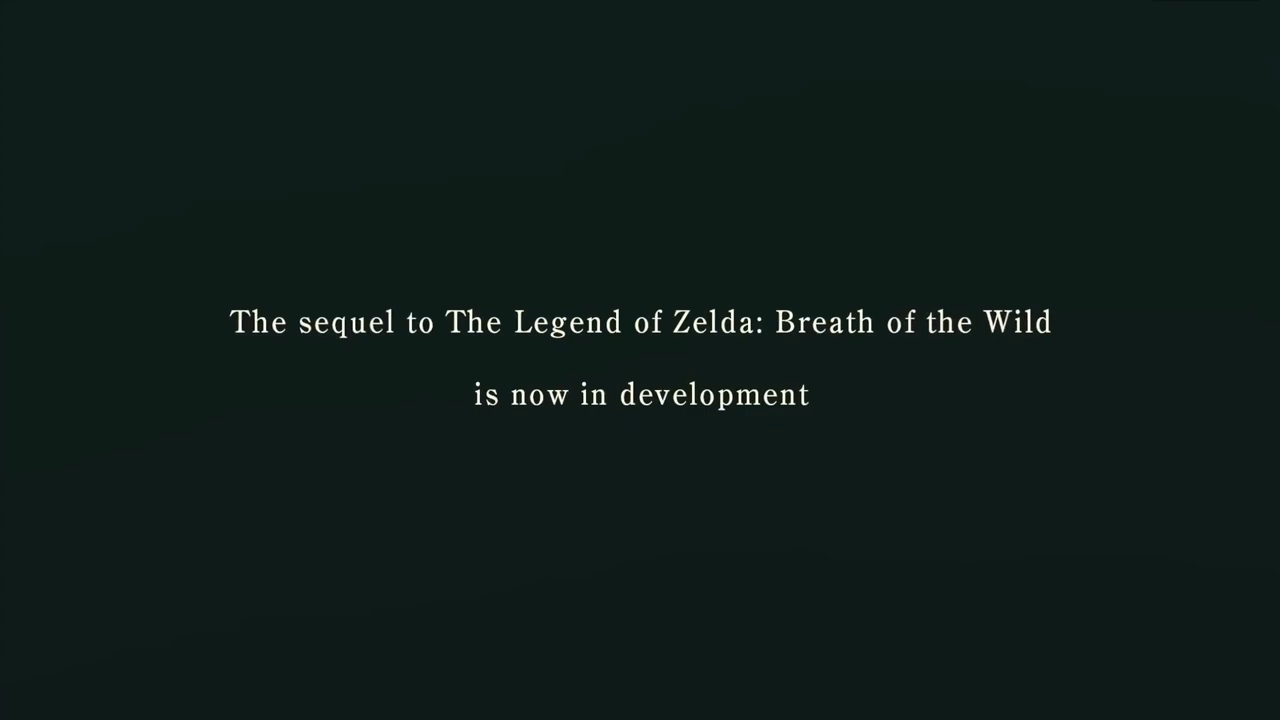 The sequel to The Legend of Zelda: Breath of the Wild
is now in development